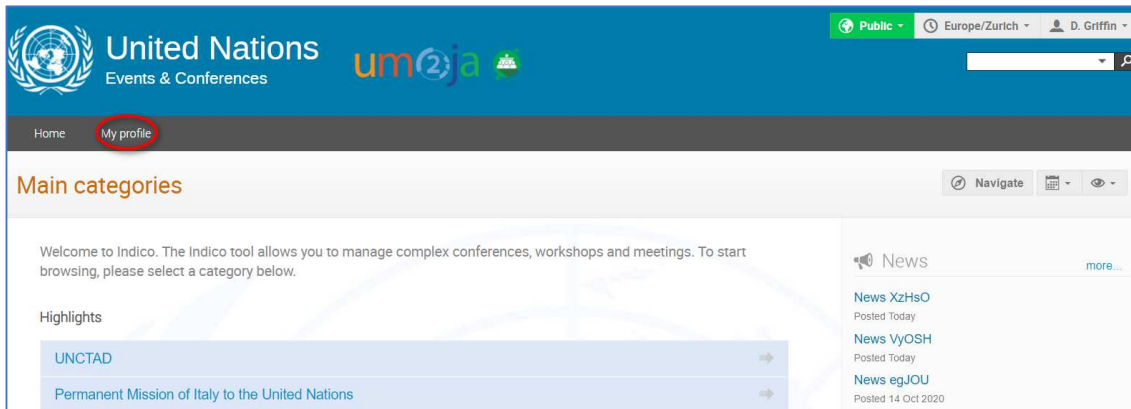 United Nations
Events & Conferences
um2ja
Public
Europe/Zurich
D. Griffin
Home
My profile
Main categories
Navigate
Welcome to Indico. The Indico tool allows you to manage complex conferences, workshops and meetings. To start
browsing, please select a category below.
Highlights
UNCTAD
Permanent Mission of Italy to the United Nations
News
more...
News XzHsO
Posted Today
News VyOSH
Posted Today
News egJOU
Posted 14 Oct 2020